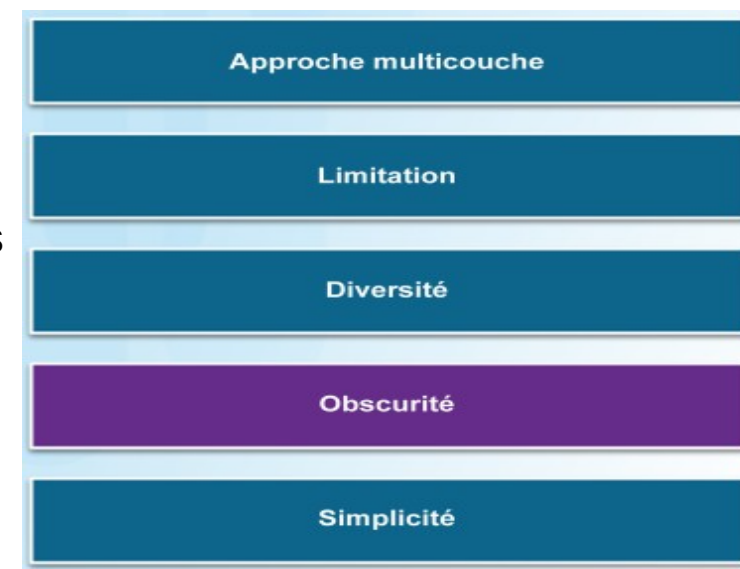 Approche multicouche
Limitation
s
Diversité
Obscurité
Simplicité